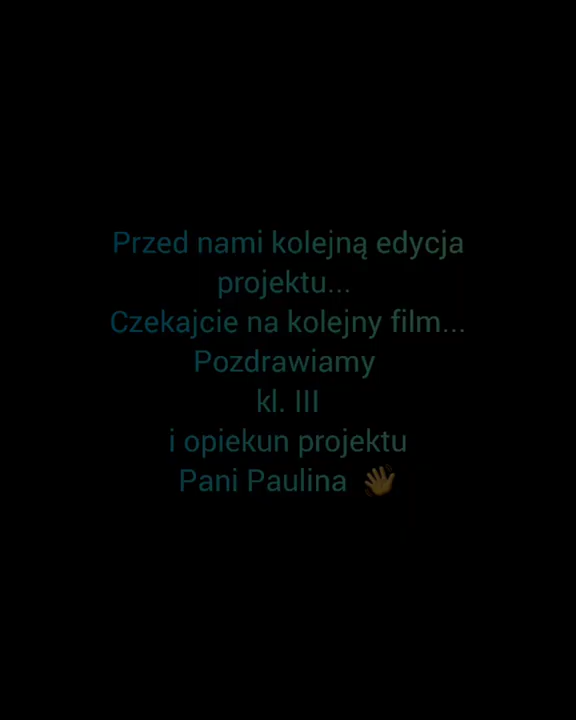 Przed nami kolejną edycja
projektu...
Czekajcie na kolejny film...
Pozdrawiamy
kl. III
i opiekun projektu
Pani Paulina 👋